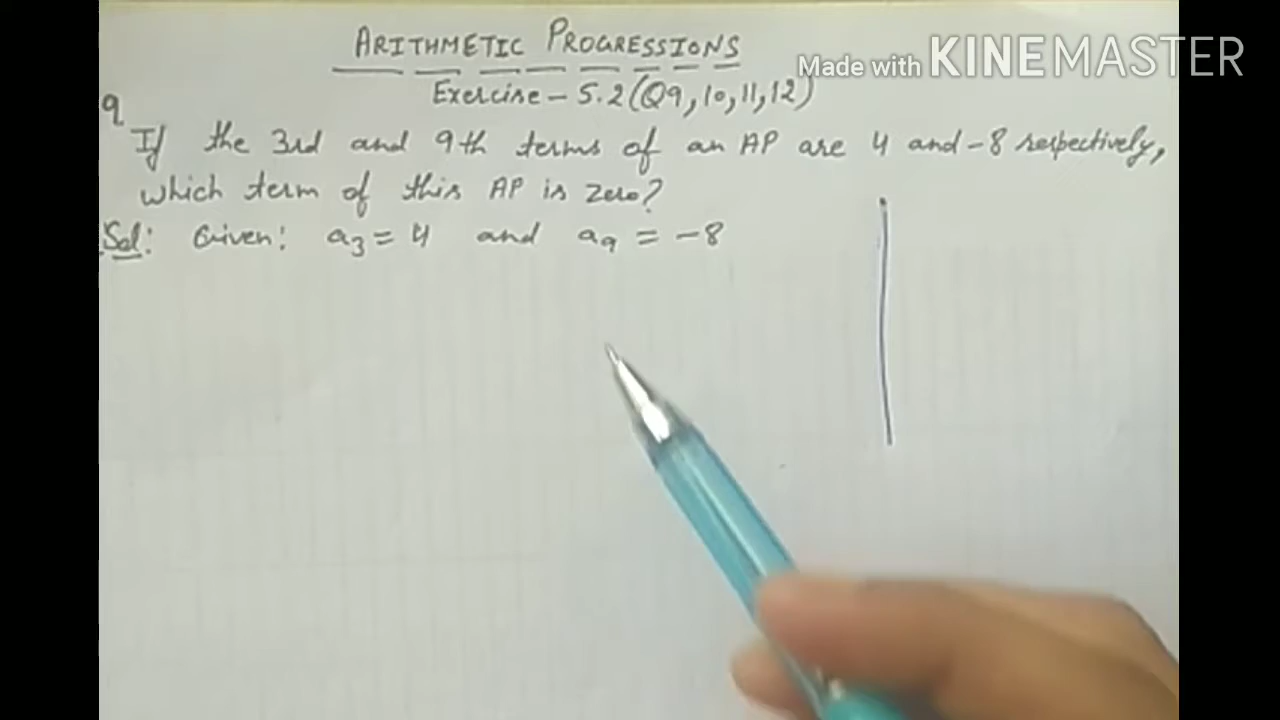 ARITHMETIC PROGRESSIONS
Made with KINEMASTER
Exercise - 5.2 (Q9, 10, 11, 12)
9
If the 3rd and 9th terms of an AP are 4 and -8 respectively,
which term of this AP is zero?
Sol: Given: a₃ = 4 and a₉ = -8